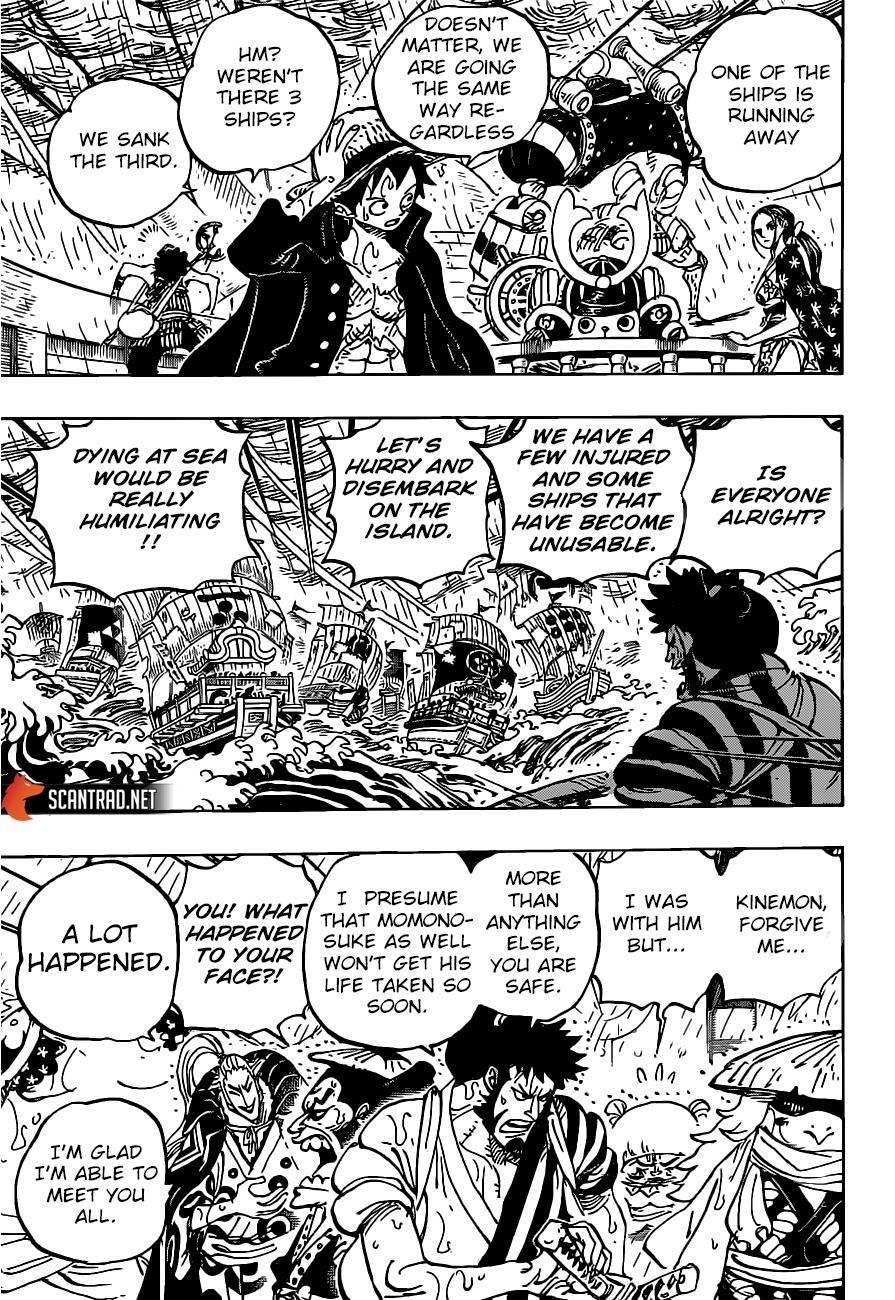 ONE OF THE
SHIPS IS
RUNNING
AWAY
DOESN'T
MATTER, WE
ARE GOING
THE SAME
WAY RE-
GARDLESS
HM?
WEREN'T
THERE 3
SHIPS?
WE SANK
THE THIRD.
IS
EVERYONE
ALRIGHT?
WE HAVE A
FEW INJURED
AND SOME
SHIPS THAT
HAVE BECOME
UNUSABLE.
LET'S
HURRY AND
DISEMBARK
ON THE
ISLAND.
DYING AT SEA
WOULD BE
REALLY
HUMILIATING
!!
SCANTRAD.NET
KINEMON,
FORGIVE
ME...
I WAS
WITH HIM
BUT...
MORE
THAN
ANYTHING
ELSE,
YOU ARE
SAFE.
I PRESUME
THAT MOMONO-
SUKE AS WELL
WON'T GET HIS
LIFE TAKEN SO
SOON.
YOU! WHAT
HAPPENED
TO YOUR
FACE?!
A LOT
HAPPENED.
I'M GLAD
I'M ABLE TO
MEET YOU
ALL.